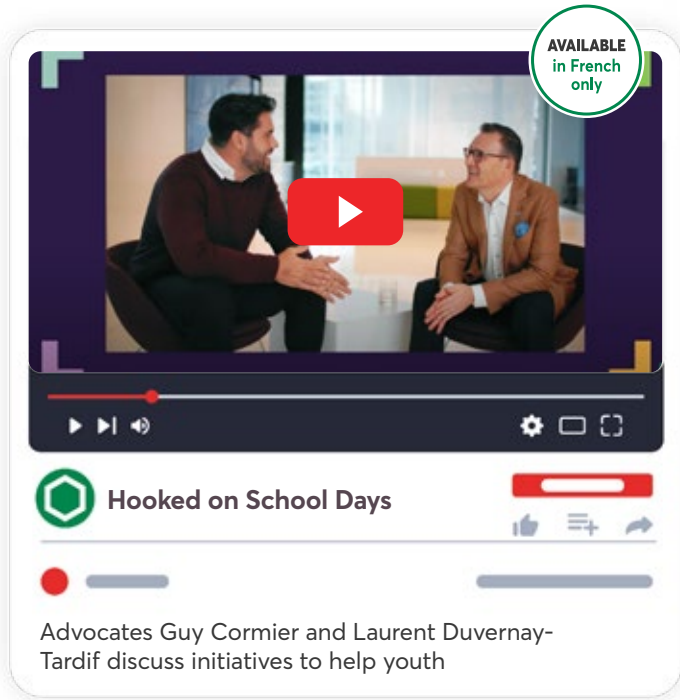 AVAILABLE
in French
only
Hooked on School Days
Advocates Guy Cormier and Laurent Duvernay-
Tardif discuss initiatives to help youth